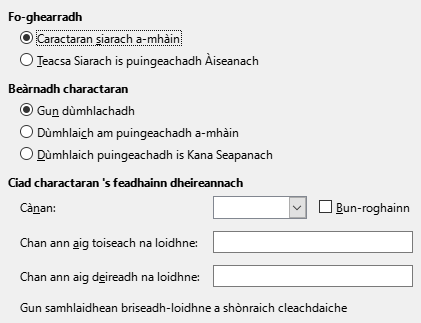 Fo-ghearradh
Caractaran siarach a-mhàin
Teacsa Siarach is puingeachadh Àiseanach
Beàrnadh charactaran
Gun dùmhlachadh
Dùmhlaich am puingeachadh a-mhàin
Dùmhlaich puingeachadh is Kana Seapanach
Ciad charactaran 's feadhainn dheireannach
Cànan:
Bun-roghainn
Chan ann aig toiseach na loidhne:
Chan ann aig deireadh na loidhne:
Gun samhlaidhean briseadh-loidhne a shònraich cleachdaiche